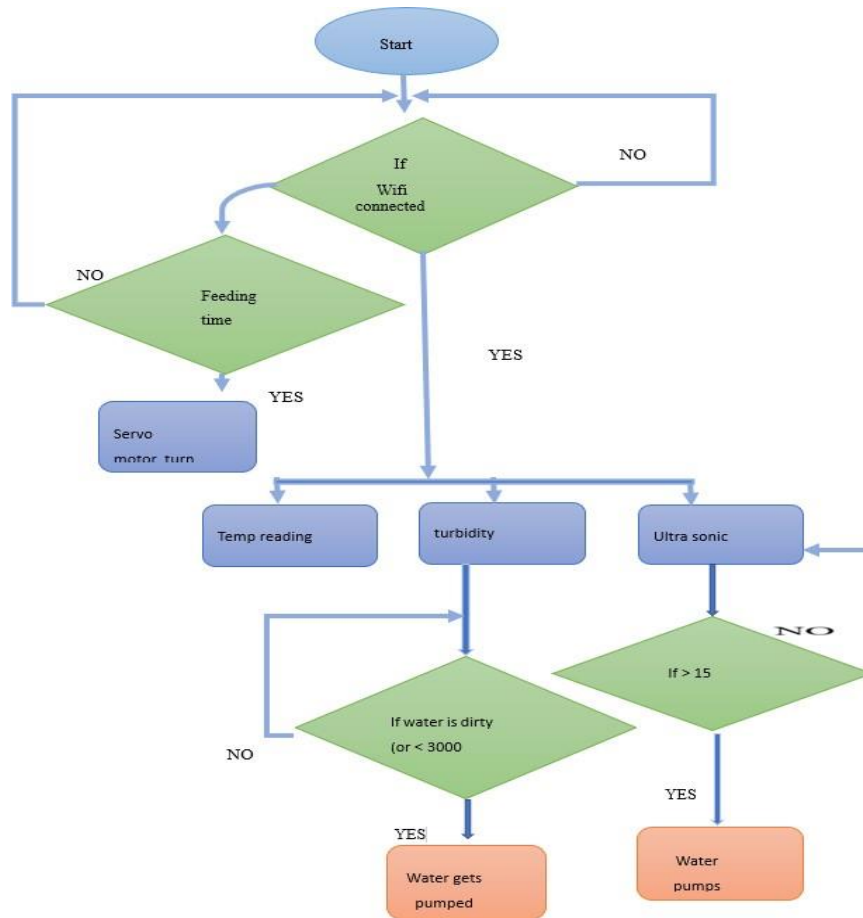 Start
If
Wifi
connected
NO
NO
Feeding
time
YES
YES
Servo
motor turn
Temp reading
turbidity
Ultra sonic
NO
If > 15
If water is dirty
(or < 3000
NO
YES
YES
Water gets
pumped
Water
pumps